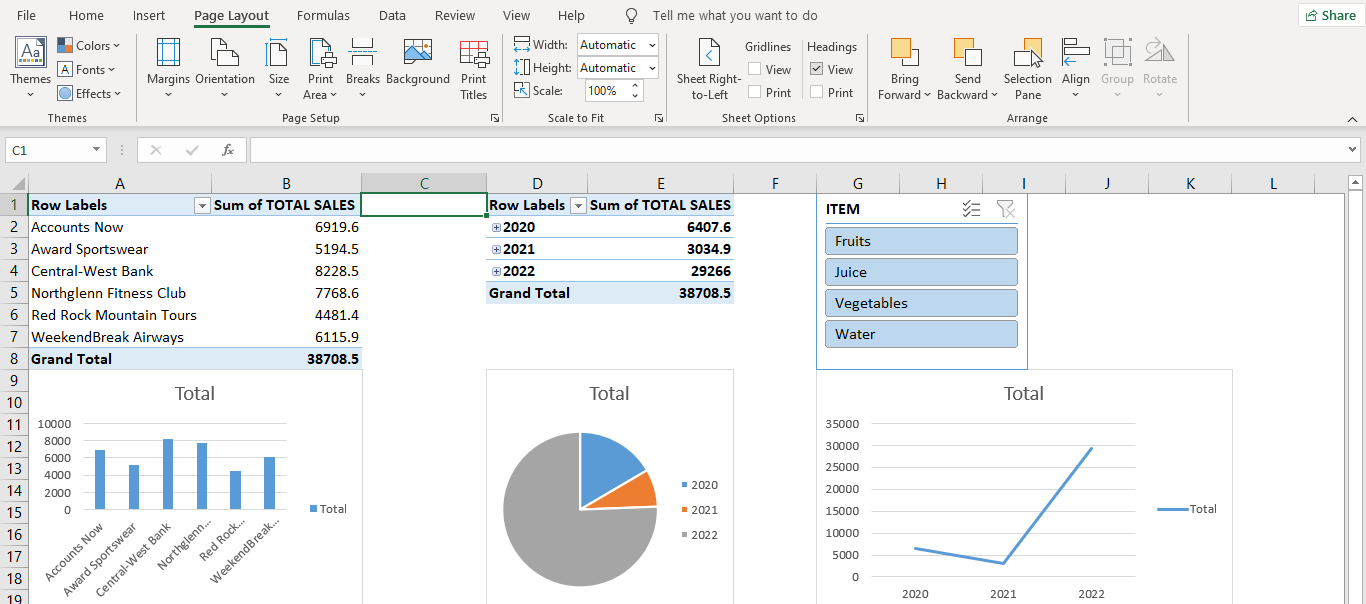 File Home Insert Page Layout Formulas Data Review View Help Tell me what you want to do Share
Aa Colors Width: Automatic Gridlines Headings
A Fonts Height: Automatic View View
Themes Effects Margins Orientation Size Print Area Breaks Background Print Titles Scale: 100% Sheet Right-to-Left Print Print Bring Forward Send Backward Selection Pane Align Group Rotate
Themes Page Setup Scale to Fit Sheet Options Arrange
C1 fx
A B C D E F G H I J K L
1 Row Labels Sum of TOTAL SALES Row Labels Sum of TOTAL SALES ITEM
2 Accounts Now 6919.6 2020 6407.6 Fruits
3 Award Sportswear 5194.5 2021 3034.9 Juice
4 Central-West Bank 8228.5 2022 29266
5 Northglenn Fitness Club 7768.6 Grand Total 38708.5 Vegetables
6 Red Rock Mountain Tours 4481.4
7 WeekendBreak Airways 6115.9 Water
8 Grand Total 38708.5
9
10
11
12
13
14
15
16
17
18
19
Total
10000
8000
6000
4000
2000
0
Accounts Now
Award Sportswear
Central-West Bank
Northglenn...
Red Rock...
WeekendBreak...
Total
Total
2020
2021
2022
Total
35000
30000
25000
20000
15000
10000
5000
0
2020 2021 2022
Total